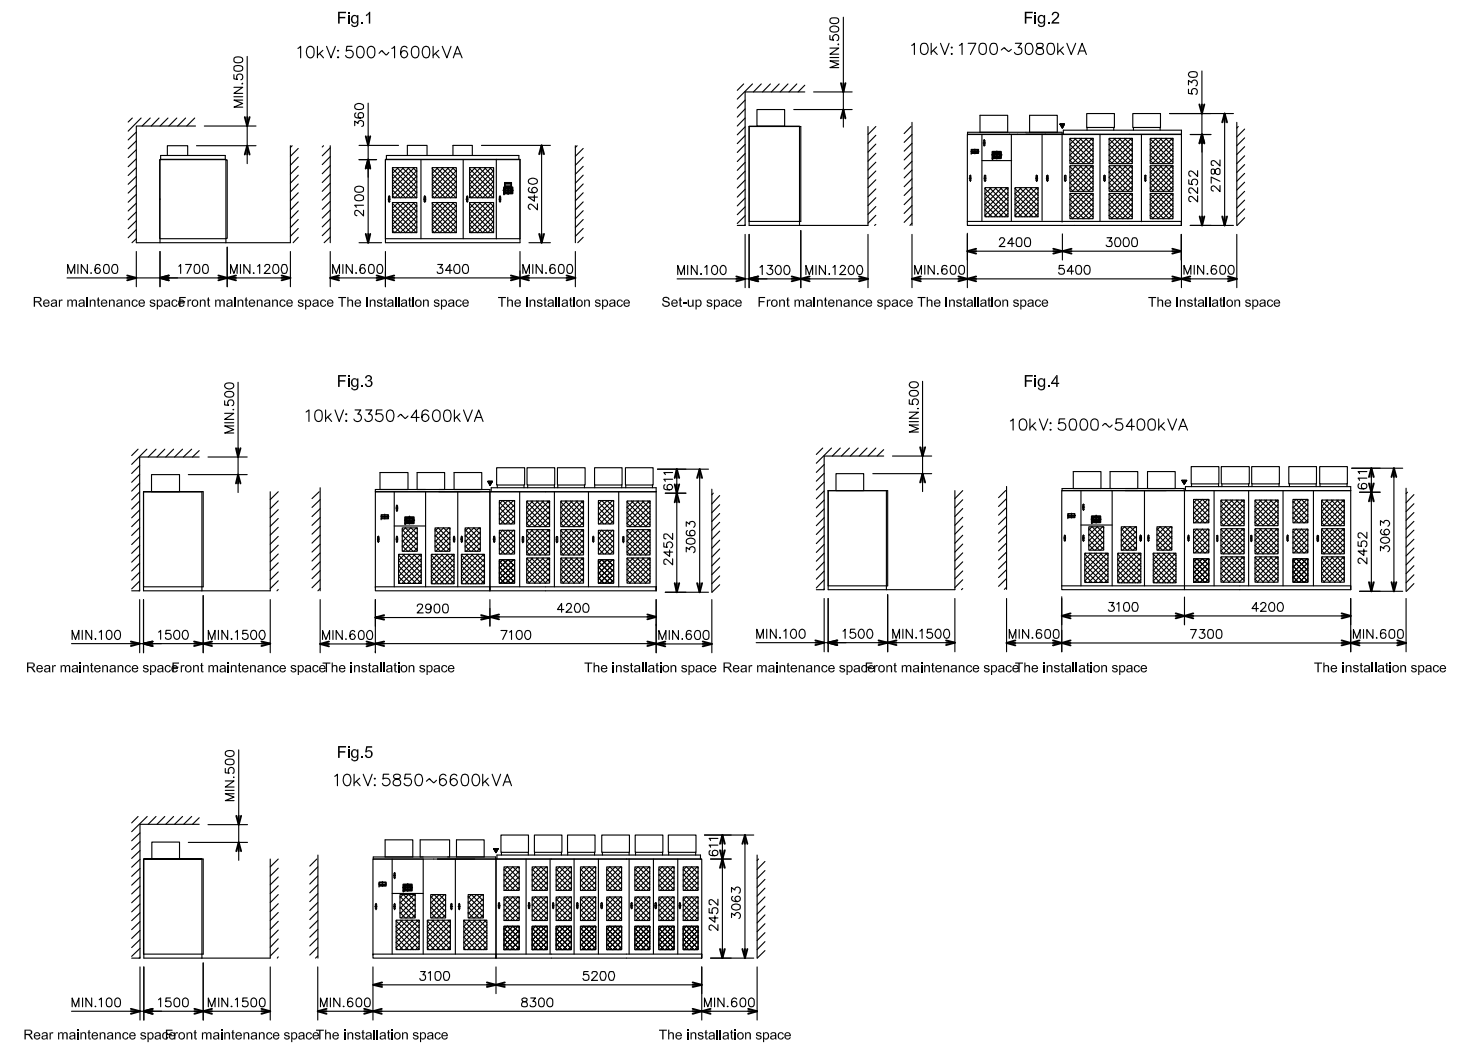 Fig.1
10kV: 500~1600kVA
MIN.500
360
2100
2460
MIN.600
1700
MIN.1200
MIN.600
3400
MIN.600
Rear maintenance space
Front maintenance space
The Installation space
The Installation space
Fig.2
10kV: 1700~3080kVA
MIN.500
530
2252
2782
2400
3000
MIN.100
1300
MIN.1200
MIN.600
5400
MIN.600
Set-up space
Front maintenance space
The Installation space
The Installation space
Fig.3
10kV: 3350~4600kVA
MIN.500
611
2452
3063
2900
4200
MIN.100
1500
MIN.1500
MIN.600
7100
MIN.600
Rear maintenance space
Front maintenance space
The installation space
The installation space
Fig.4
10kV: 5000~5400kVA
MIN.500
611
2452
3063
3100
4200
MIN.100
1500
MIN.1500
MIN.600
7300
MIN.600
Rear maintenance space
Front maintenance space
The installation space
The installation space
Fig.5
10kV: 5850~6600kVA
MIN.500
611
2452
3063
3100
5200
MIN.100
1500
MIN.1500
MIN.600
8300
MIN.600
Rear maintenance space
Front maintenance space
The installation space
The installation space